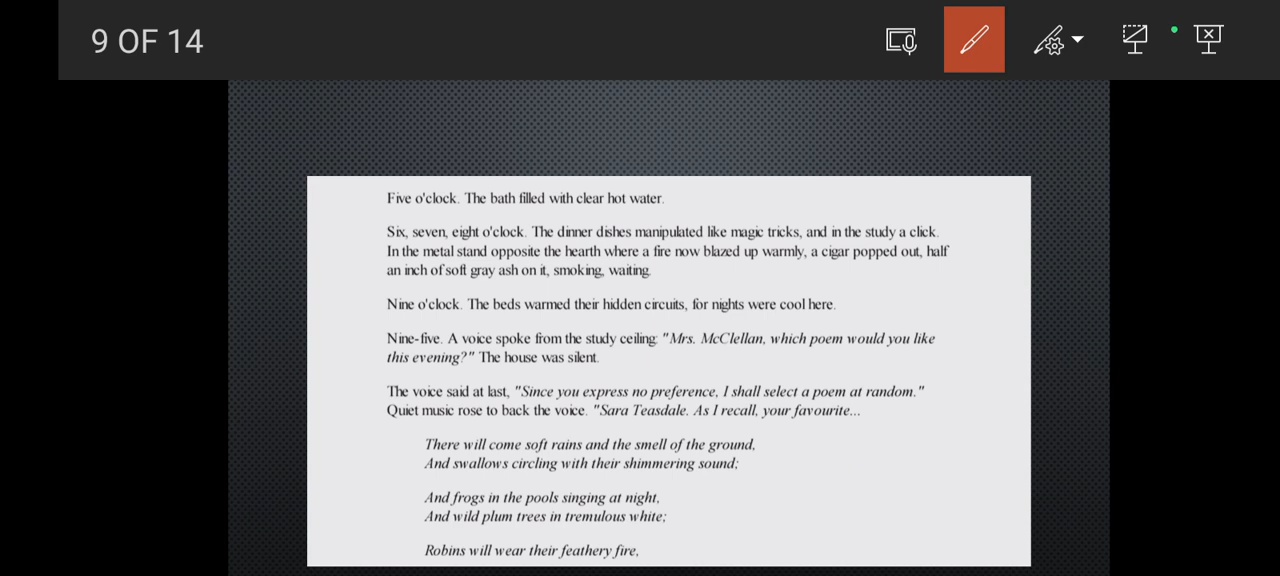 9 OF 14
Five o'clock. The bath filled with clear hot water.
Six, seven, eight o'clock. The dinner dishes manipulated like magic tricks, and in the study a click.
In the metal stand opposite the hearth where a fire now blazed up warmly, a cigar popped out, half
an inch of soft gray ash on it, smoking, waiting.
Nine o'clock. The beds warmed their hidden circuits, for nights were cool here.
Nine-five. A voice spoke from the study ceiling: "Mrs. McClellan, which poem would you like
this evening?" The house was silent.
The voice said at last, "Since you express no preference, I shall select a poem at random."
Quiet music rose to back the voice. "Sara Teasdale. As I recall, your favourite...
There will come soft rains and the smell of the ground,
And swallows circling with their shimmering sound;
And frogs in the pools singing at night,
And wild plum trees in tremulous white;
Robins will wear their feathery fire,